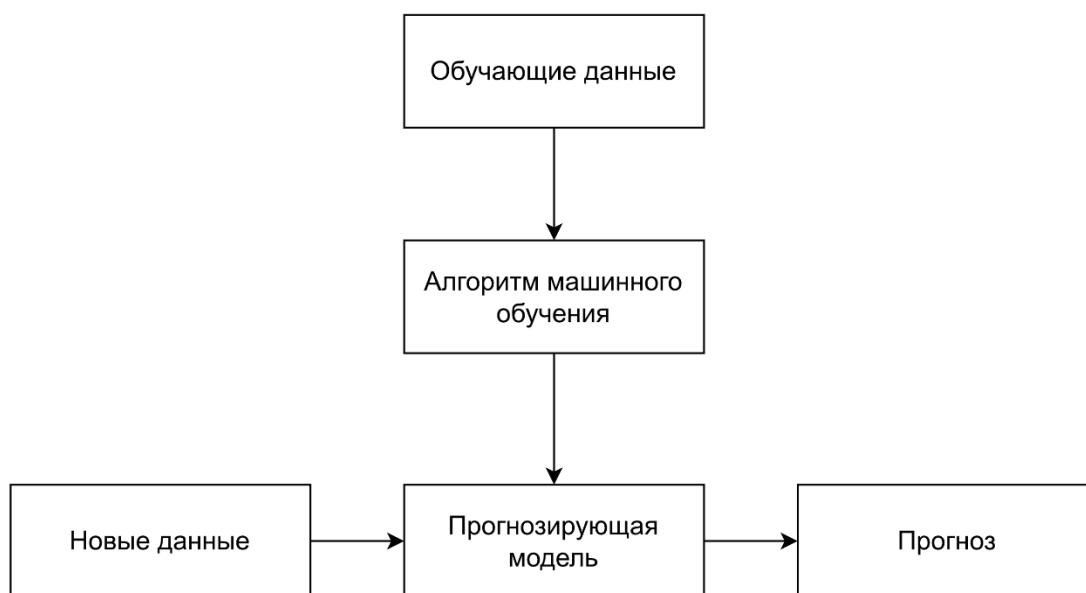 Обучающие данные
Алгоритм машинного
обучения
Новые данные
Прогнозирующая
модель
Прогноз